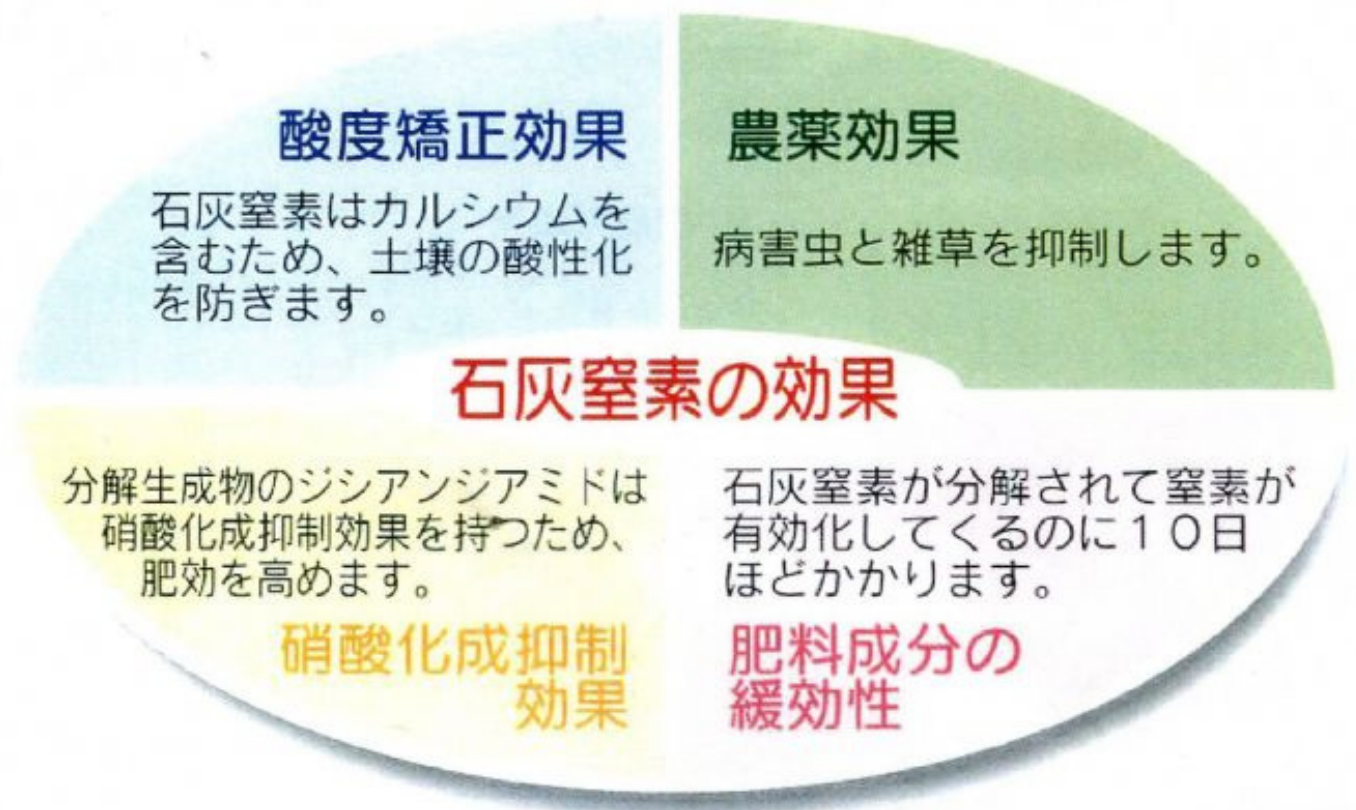 酸度矯正効果
石灰窒素はカルシウムを
含むため、土壌の酸性化
を防ぎます。
農薬効果
病害虫と雑草を抑制します。
石灰窒素の効果
分解生成物のジシアンジアミドは
硝酸化成抑制効果を持つため、
肥効を高めます。
硝酸化成抑制
効果
石灰窒素が分解されて窒素が
有効化してくるのに１０日
ほどかかります。
肥料成分の
緩効性